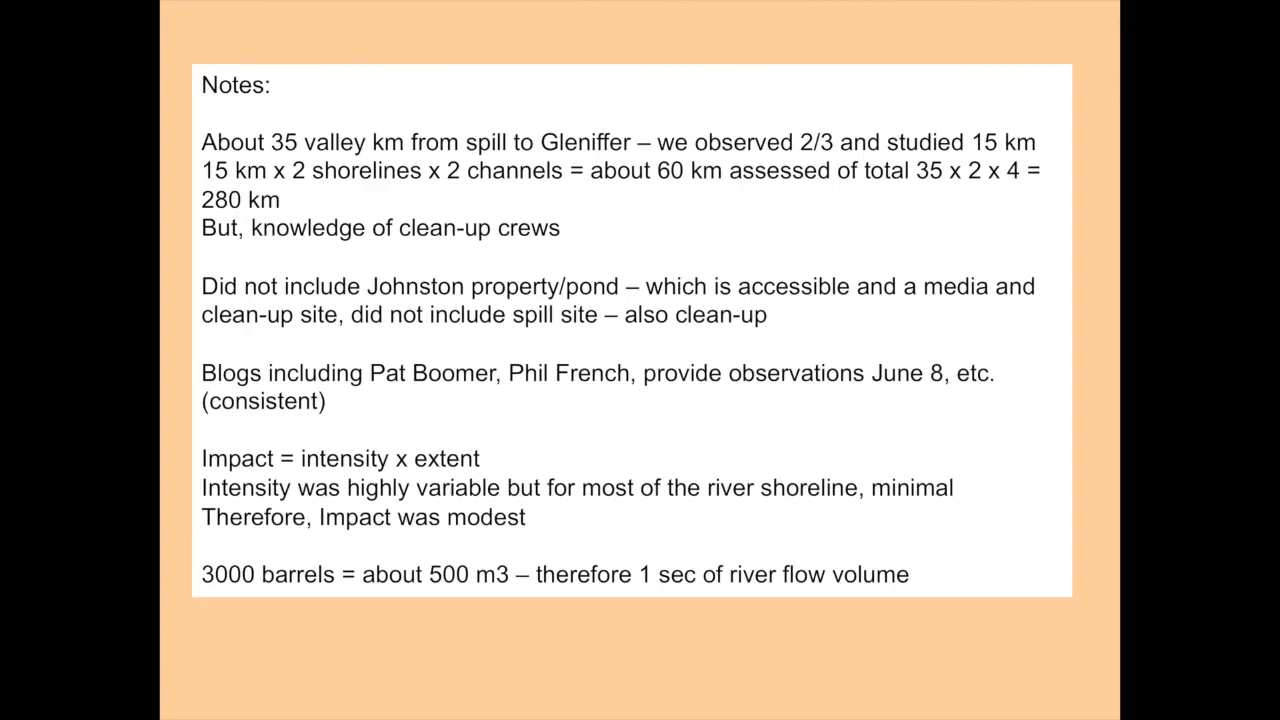 Notes:
About 35 valley km from spill to Gleniffer – we observed 2/3 and studied 15 km
15 km x 2 shorelines x 2 channels = about 60 km assessed of total 35 x 2 x 4 =
280 km
But, knowledge of clean-up crews
Did not include Johnston property/pond – which is accessible and a media and
clean-up site, did not include spill site – also clean-up
Blogs including Pat Boomer, Phil French, provide observations June 8, etc.
(consistent)
Impact = intensity x extent
Intensity was highly variable but for most of the river shoreline, minimal
Therefore, Impact was modest
3000 barrels = about 500 m3 – therefore 1 sec of river flow volume